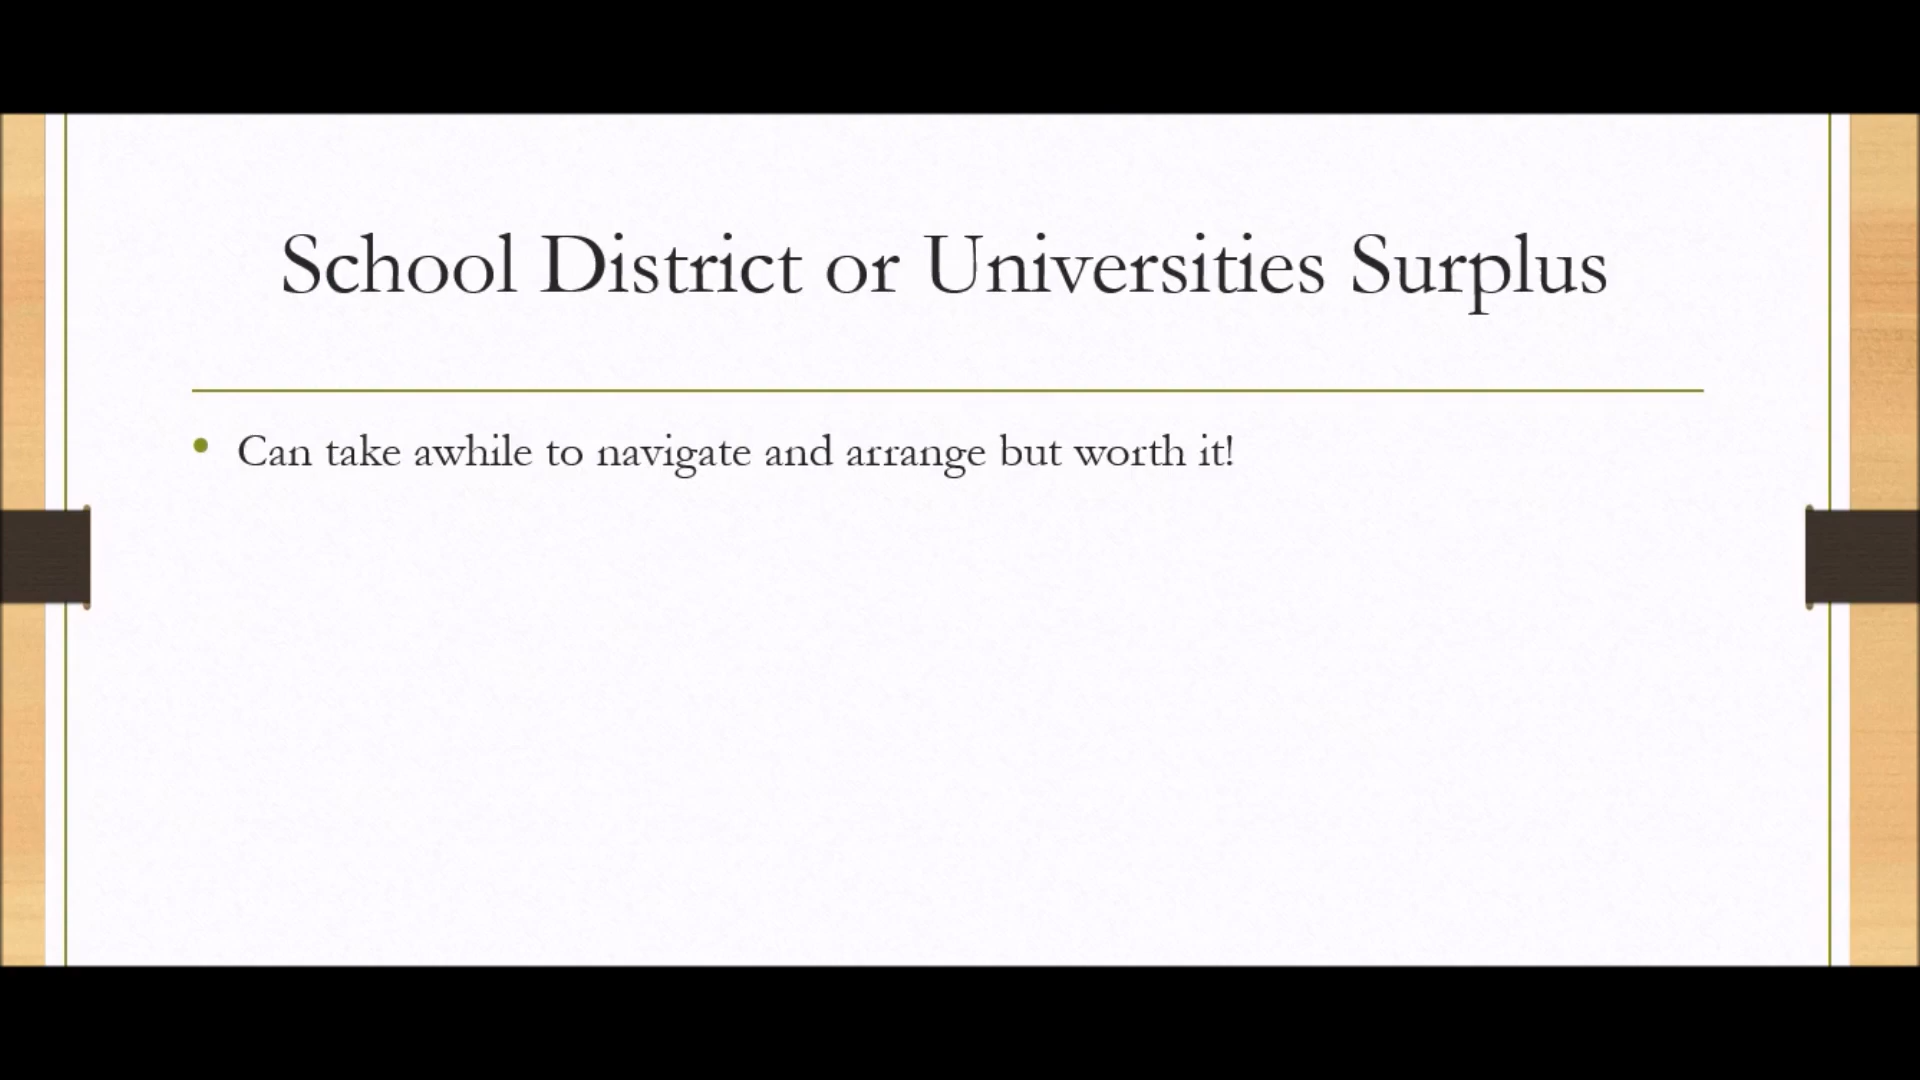 School District or Universities Surplus
• Can take awhile to navigate and arrange but worth it!